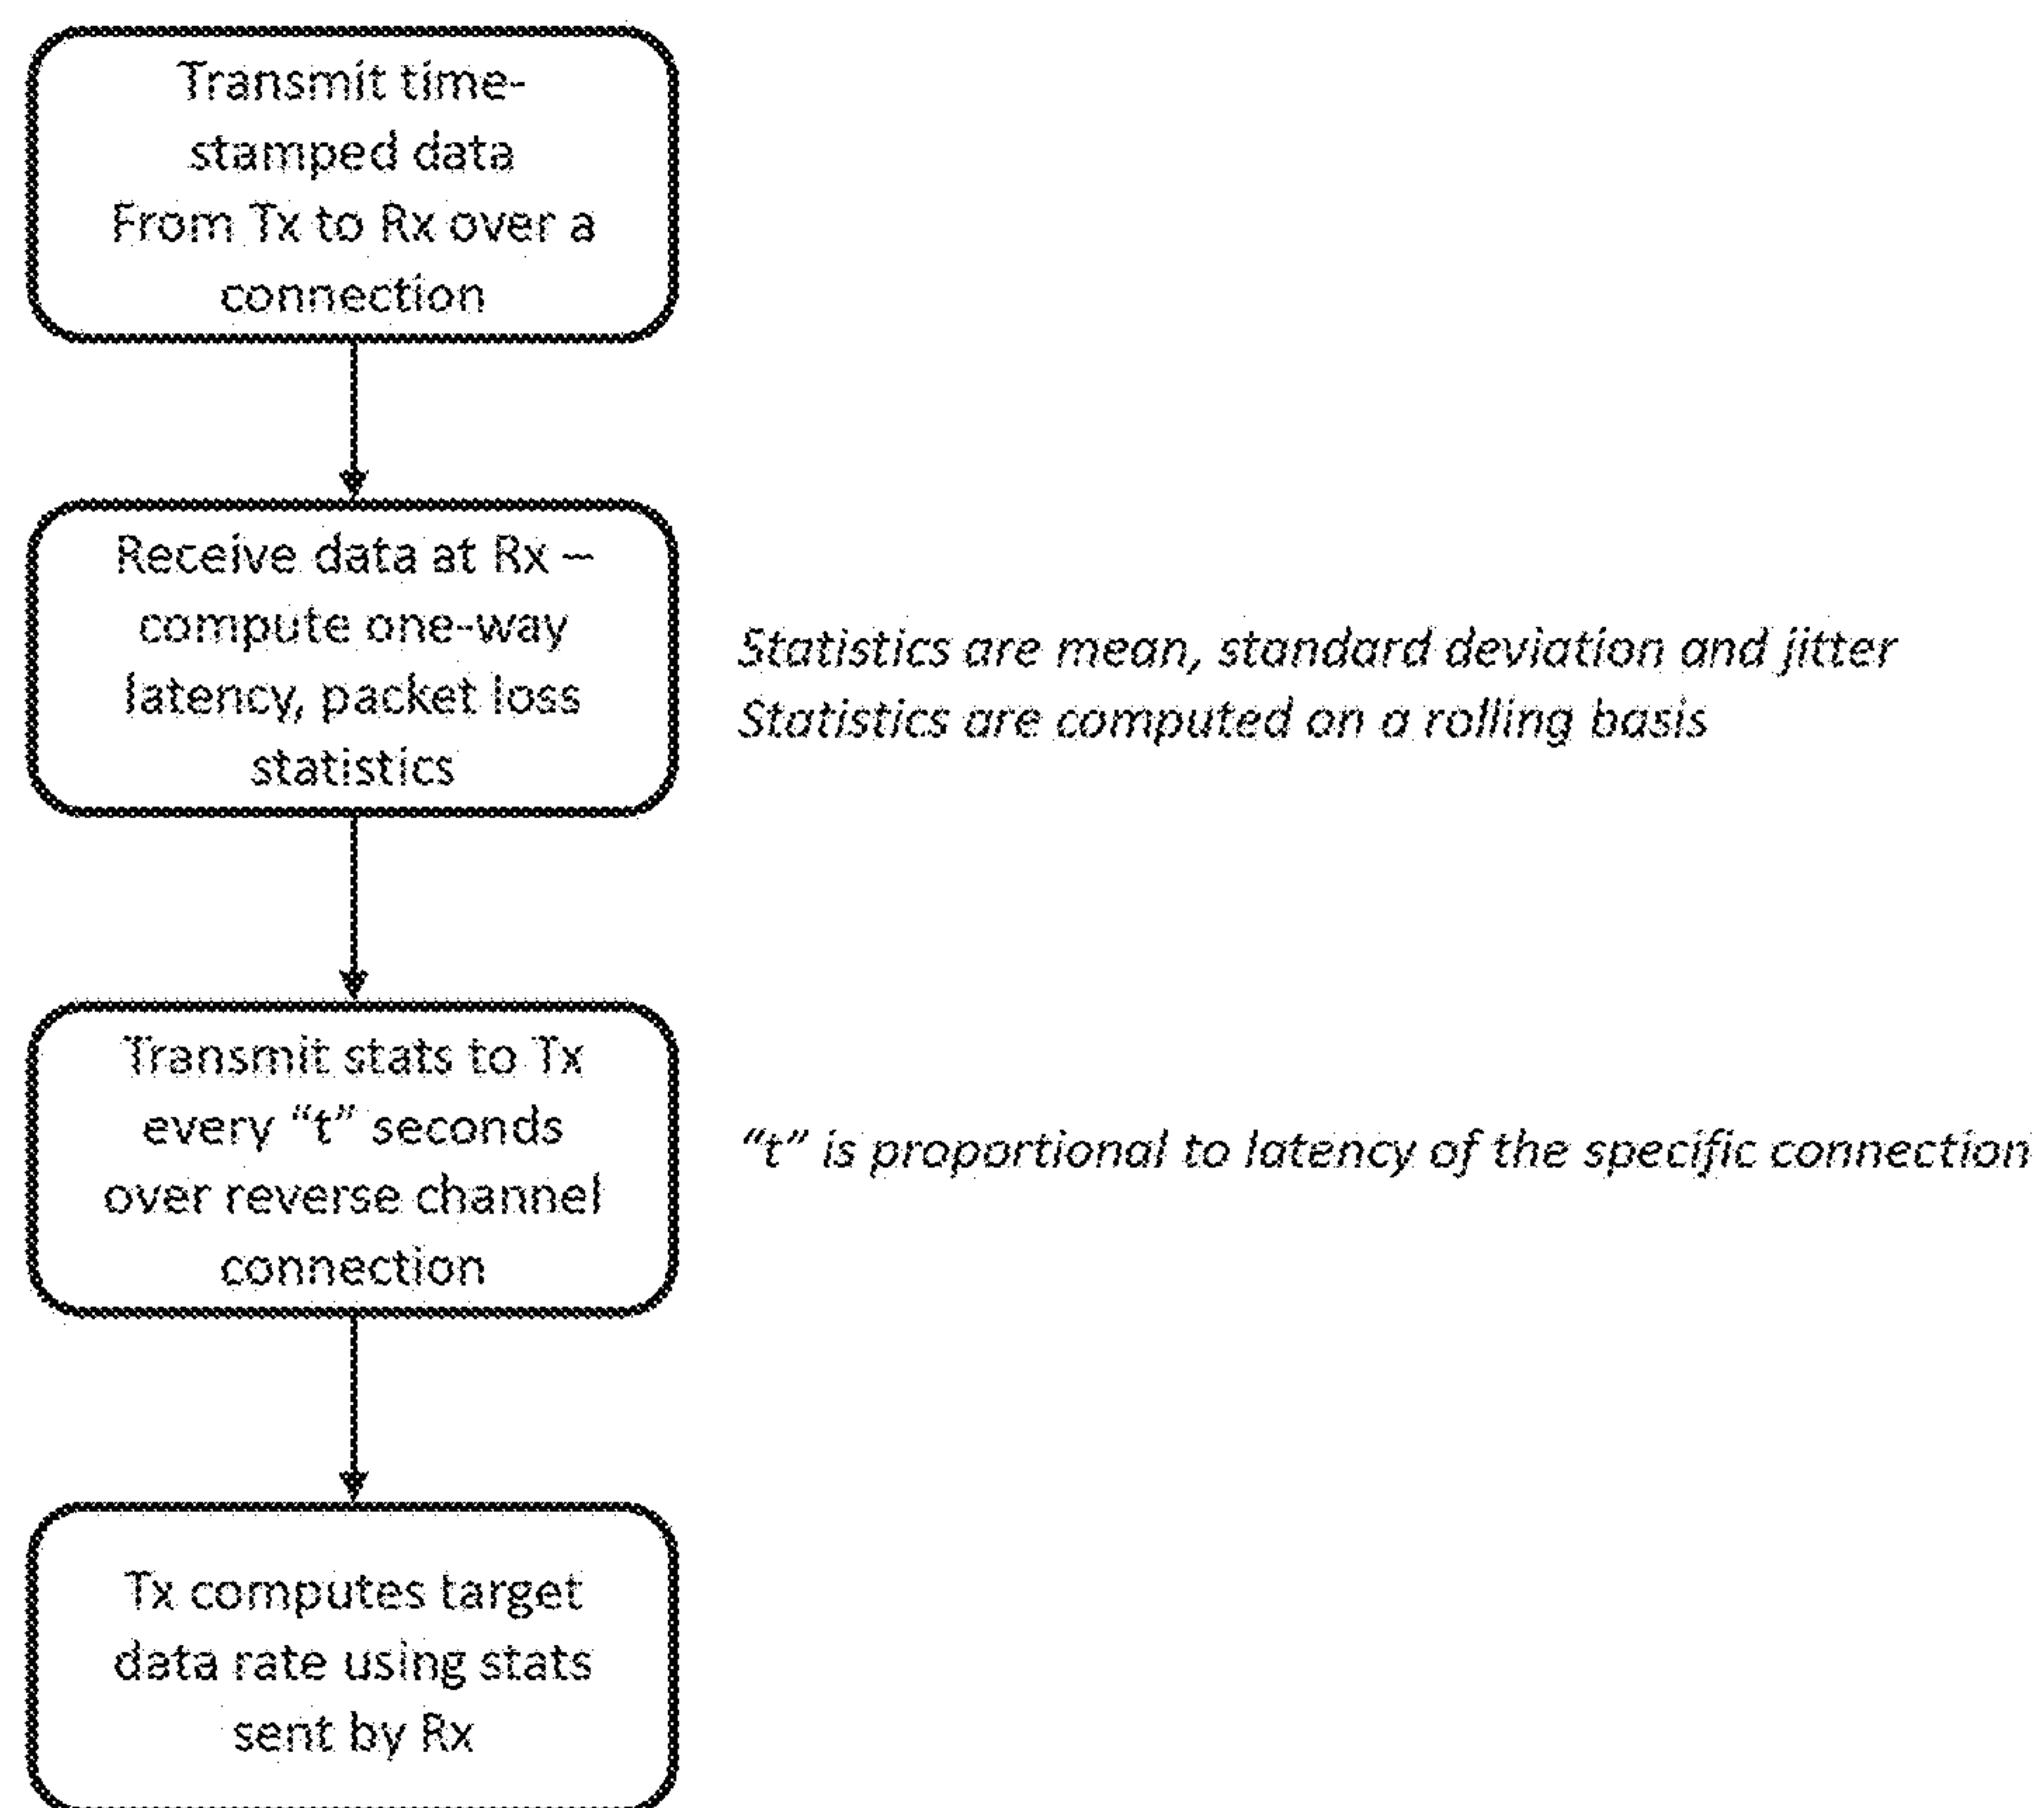 Transmit time-
stamped data
From Tx to Rx over a
connection
Receive data at Rx –
compute one-way
latency, packet loss
statistics
Statistics are mean, standard deviation and jitter
Statistics are computed on a rolling basis
Transmit stats to Tx
every “t” seconds
over reverse channel
connection
“t” is proportional to latency of the specific connection
Tx computes target
data rate using stats
sent by Rx